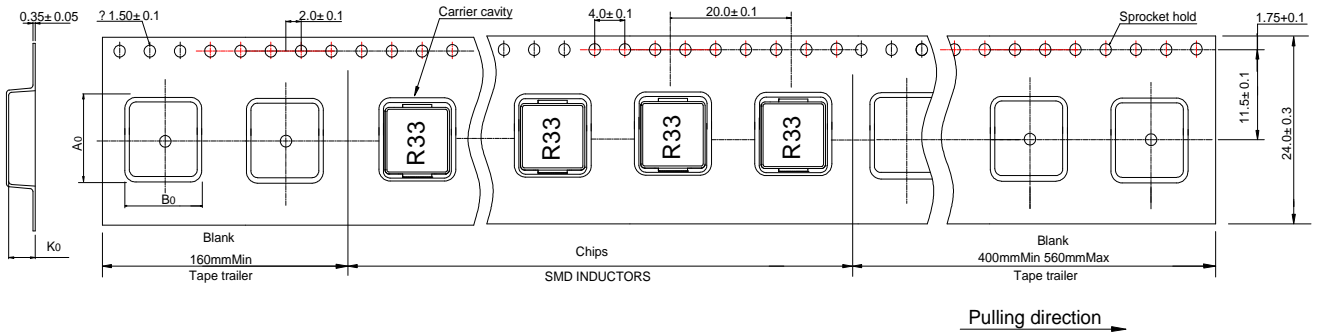 0.35± 0.05
? 1.50± 0.1
2.0± 0.1
Carrier cavity
4.0± 0.1
20.0± 0.1
Sprocket hold
1.75+0.1
A0
B0
K0
R33
R33
R33
R33
11.5± 0.1
24.0± 0.3
Blank
160mmMin
Tape trailer
Chips
SMD INDUCTORS
Blank
400mmMin 560mmMax
Tape trailer
Pulling direction